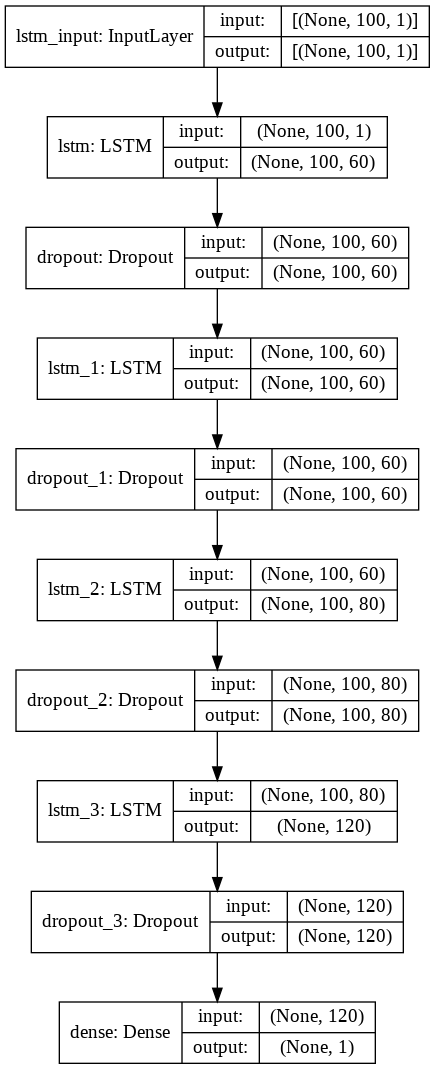 lstm_input: InputLayer
input: [(None, 100, 1)]
output: [(None, 100, 1)]
lstm: LSTM
input: (None, 100, 1)
output: (None, 100, 60)
dropout: Dropout
input: (None, 100, 60)
output: (None, 100, 60)
lstm_1: LSTM
input: (None, 100, 60)
output: (None, 100, 60)
dropout_1: Dropout
input: (None, 100, 60)
output: (None, 100, 60)
lstm_2: LSTM
input: (None, 100, 60)
output: (None, 100, 80)
dropout_2: Dropout
input: (None, 100, 80)
output: (None, 100, 80)
lstm_3: LSTM
input: (None, 100, 80)
output: (None, 120)
dropout_3: Dropout
input: (None, 120)
output: (None, 120)
dense: Dense
input: (None, 120)
output: (None, 1)